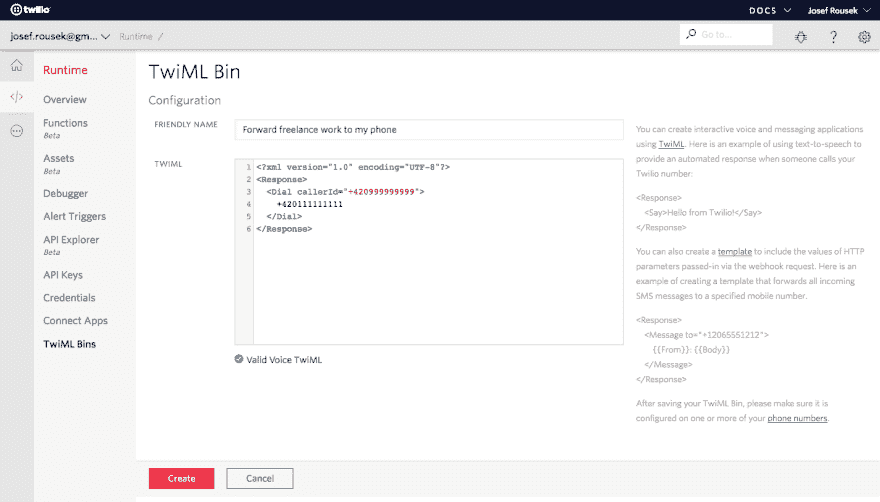 twilio
DOCS
Josef Rousek
josef.rousek@gm...
Runtime /
Go to...
?
Runtime
Overview
Functions
Beta
Assets
Beta
Debugger
Alert Triggers
API Explorer
Beta
API Keys
Credentials
Connect Apps
TwiML Bins
TwiML Bin
Configuration
FRIENDLY NAME
Forward freelance work to my phone
TWIML
1 <?xml version="1.0" encoding="UTF-8"?>
2 <Response>
3 <Dial callerId="+420999999999">
4 +420111111111
5 </Dial>
6 </Response>
Valid Voice TwiML
You can create interactive voice and messaging applications
using TwiML. Here is an example of using text-to-speech to
provide an automated response when someone calls your
Twilio number:
<Response>
<Say>Hello from Twilio!</Say>
</Response>
You can also create a template to include the values of HTTP
parameters passed-in via the webhook request. Here is an
example of creating a template that forwards all incoming
SMS messages to a specified mobile number.
<Response>
<Message to="+12065551212">
{{From}}: {{Body}}
</Message>
</Response>
After saving your TwiML Bin, please make sure it is
configured on one or more of your phone numbers.
Create
Cancel